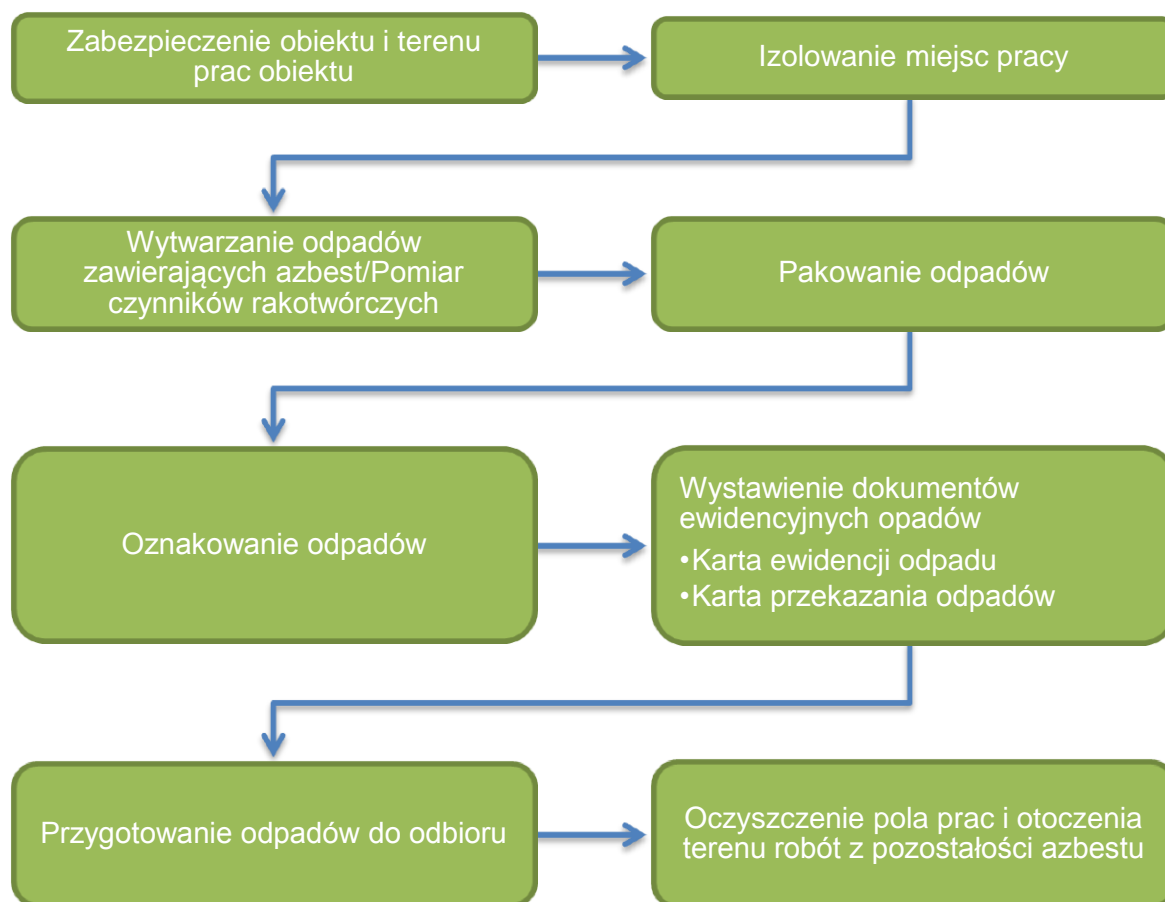 Zabezpieczenie obiektu i terenu
prac obiektu
Izolowanie miejsc pracy
Wytwarzanie odpadów
zawierających azbest/Pomiar
czynników rakotwórczych
Pakowanie odpadów
Oznakowanie odpadów
Wystawienie dokumentów
ewidencyjnych opadów
•Karta ewidencji odpadu
•Karta przekazania odpadów
Przygotowanie odpadów do odbioru
Oczyszczenie pola prac i otoczenia
terenu robót z pozostałości azbestu